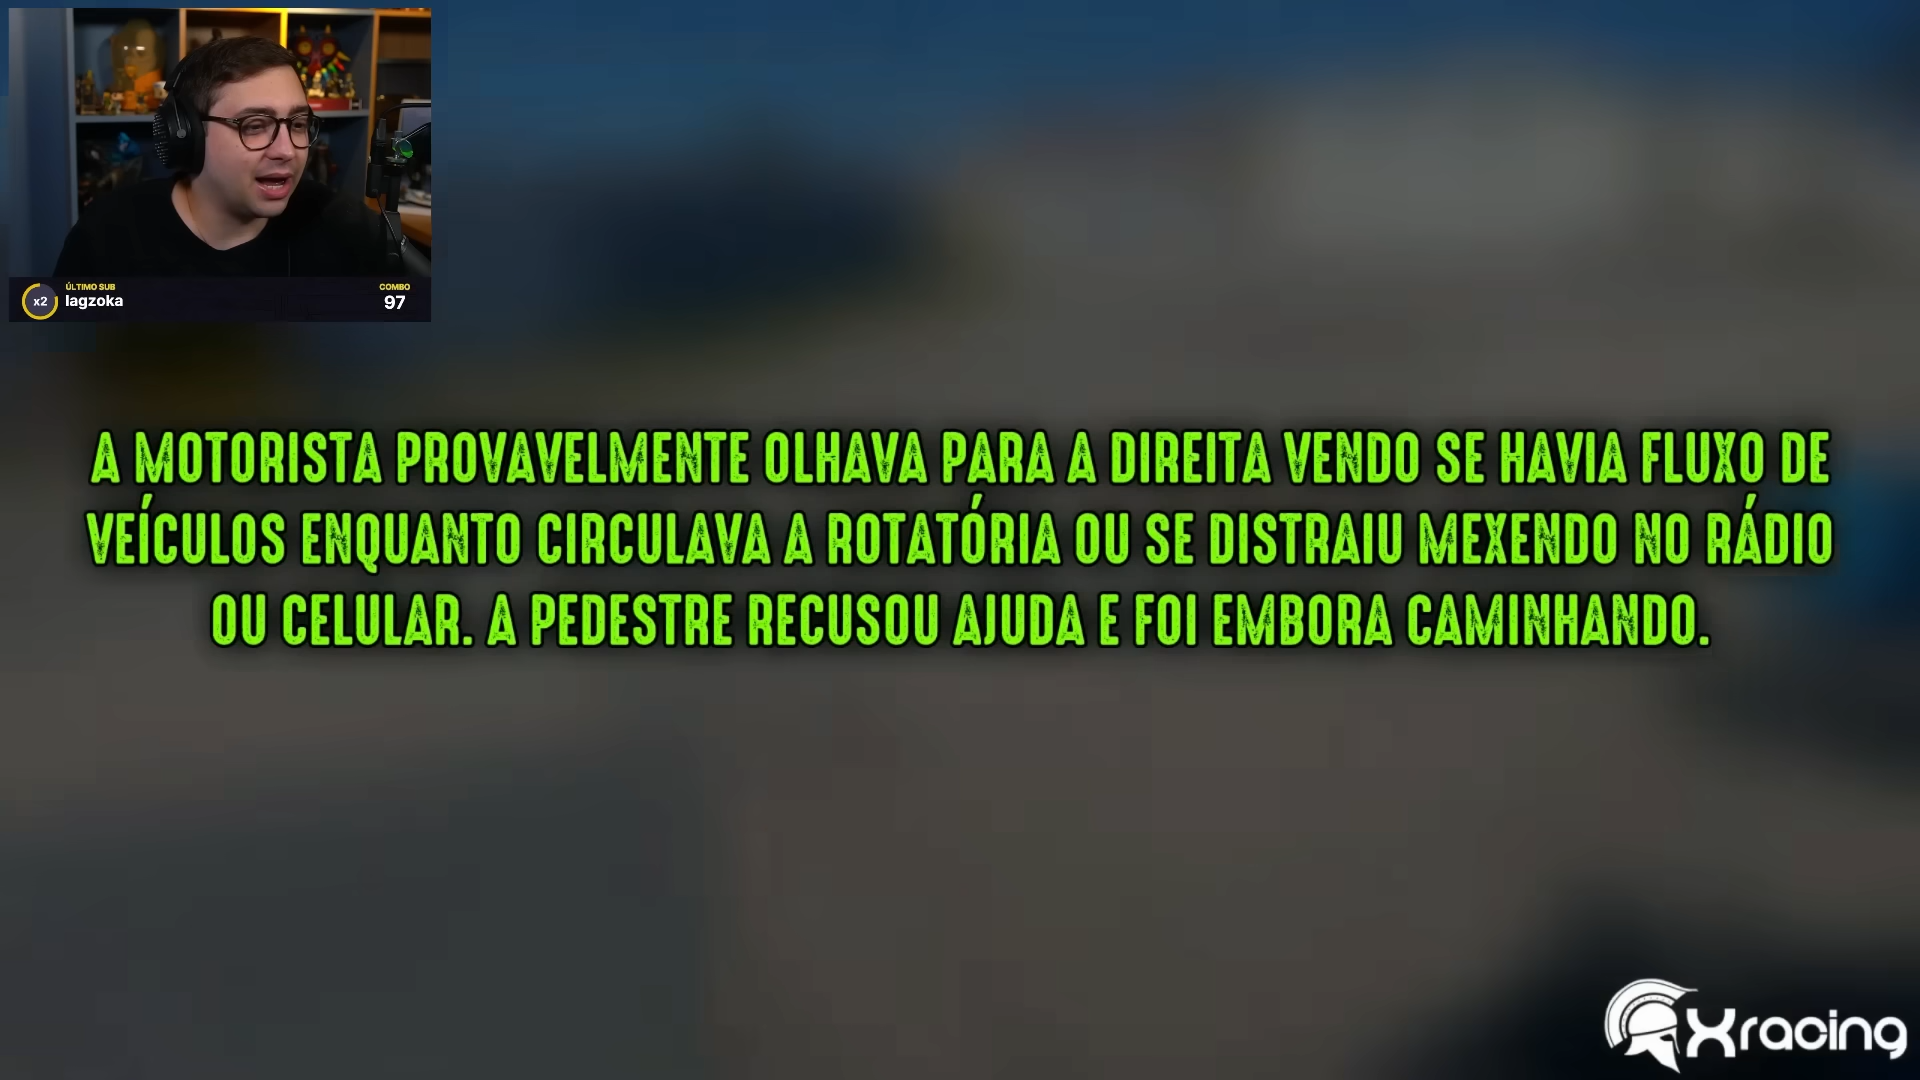 x2
ÚLTIMO SUB
lagzoka
COMBO
97
A MOTORISTA PROVAVELMENTE OLHAVA PARA A DIREITA VENDO SE HAVIA FLUXO DE
VEÍCULOS ENQUANTO CIRCULAVA A ROTATÓRIA OU SE DISTRAIU MEXENDO NO RÁDIO
OU CELULAR. A PEDESTRE RECUSOU AJUDA E FOI EMBORA CAMINHANDO.
Xracing